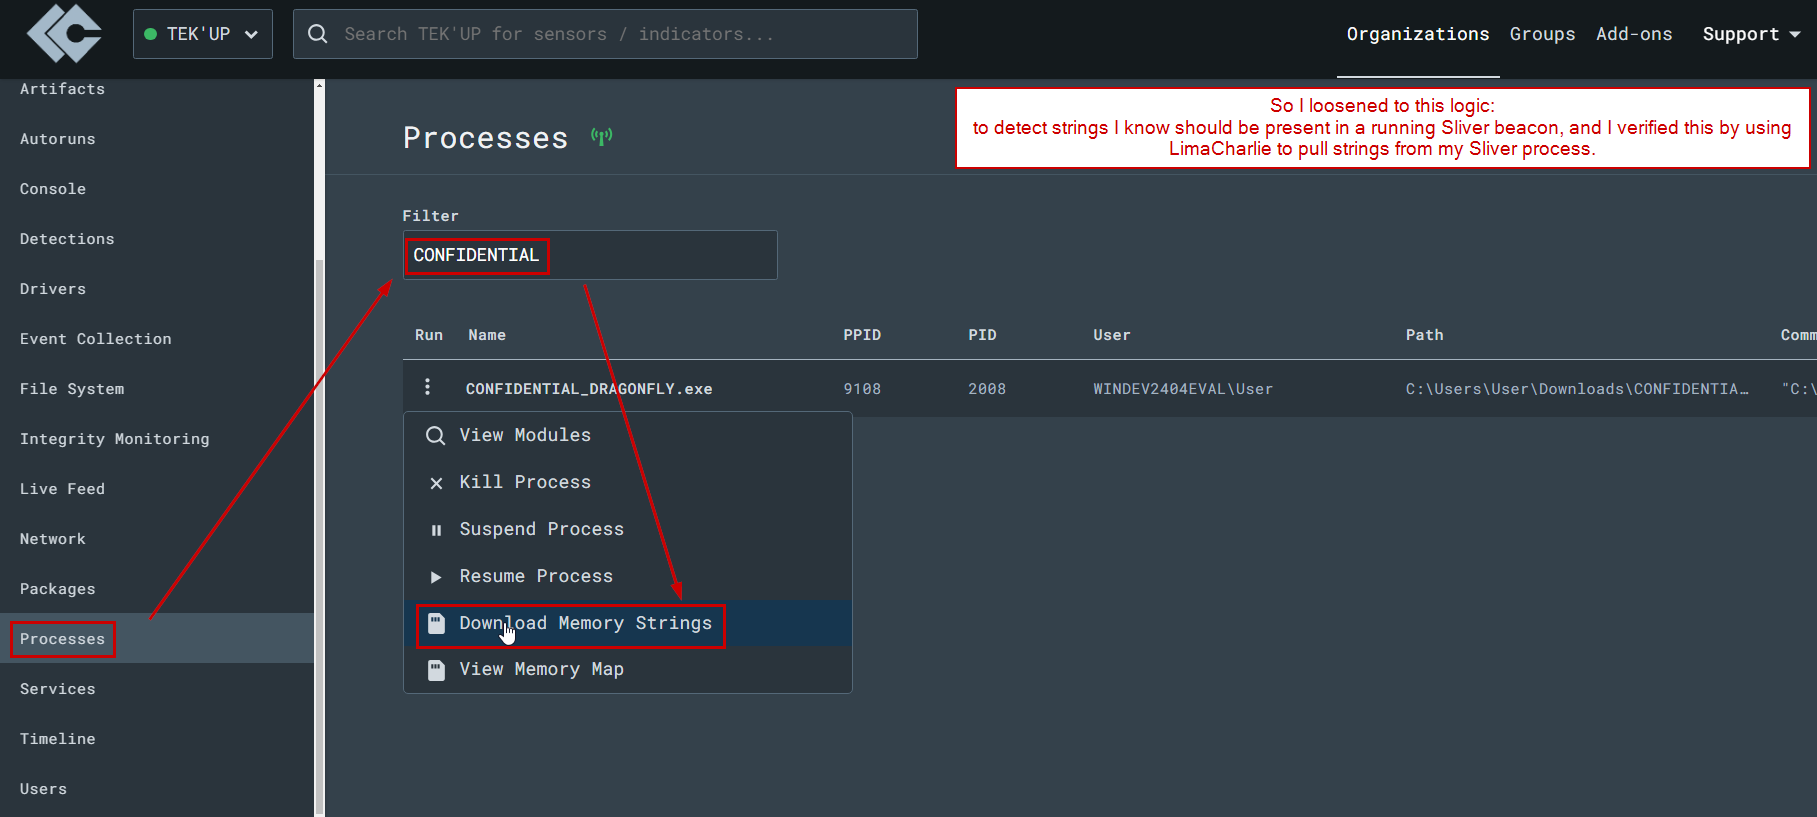 TEK'UP
Search TEK'UP for sensors / indicators...
Organizations
Groups
Add-ons
Support
Artifacts
Autoruns
Console
Detections
Drivers
Event Collection
File System
Integrity Monitoring
Live Feed
Network
Packages
Processes
Services
Timeline
Users
So I loosened to this logic:
to detect strings I know should be present in a running Sliver beacon, and I verified this by using
LimaCharlie to pull strings from my Sliver process.
Processes
Filter
CONFIDENTIAL
Run Name PPID PID User Path Comm
CONFIDENTIAL_DRAGONFLY.exe 9108 2008 WINDEV2404EVAL\User C:\Users\User\Downloads\CONFIDENTIA… "C:\
View Modules
Kill Process
Suspend Process
Resume Process
Download Memory Strings
View Memory Map